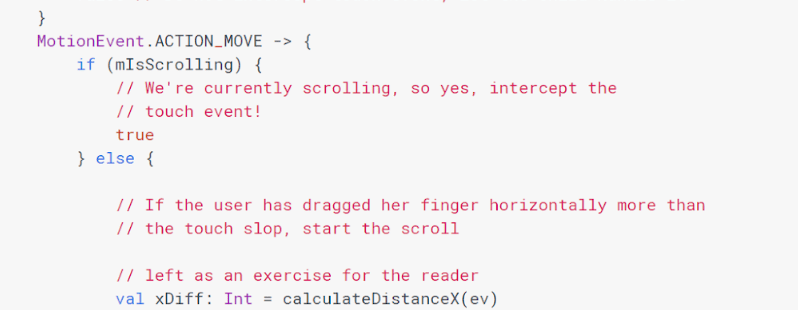 }
MotionEvent.ACTION_MOVE -> {
if (mIsScrolling) {
// We're currently scrolling, so yes, intercept the
// touch event!
true
} else {
// If the user has dragged her finger horizontally more than
// the touch slop, start the scroll
// left as an exercise for the reader
val xDiff: Int = calculateDistanceX(ev)